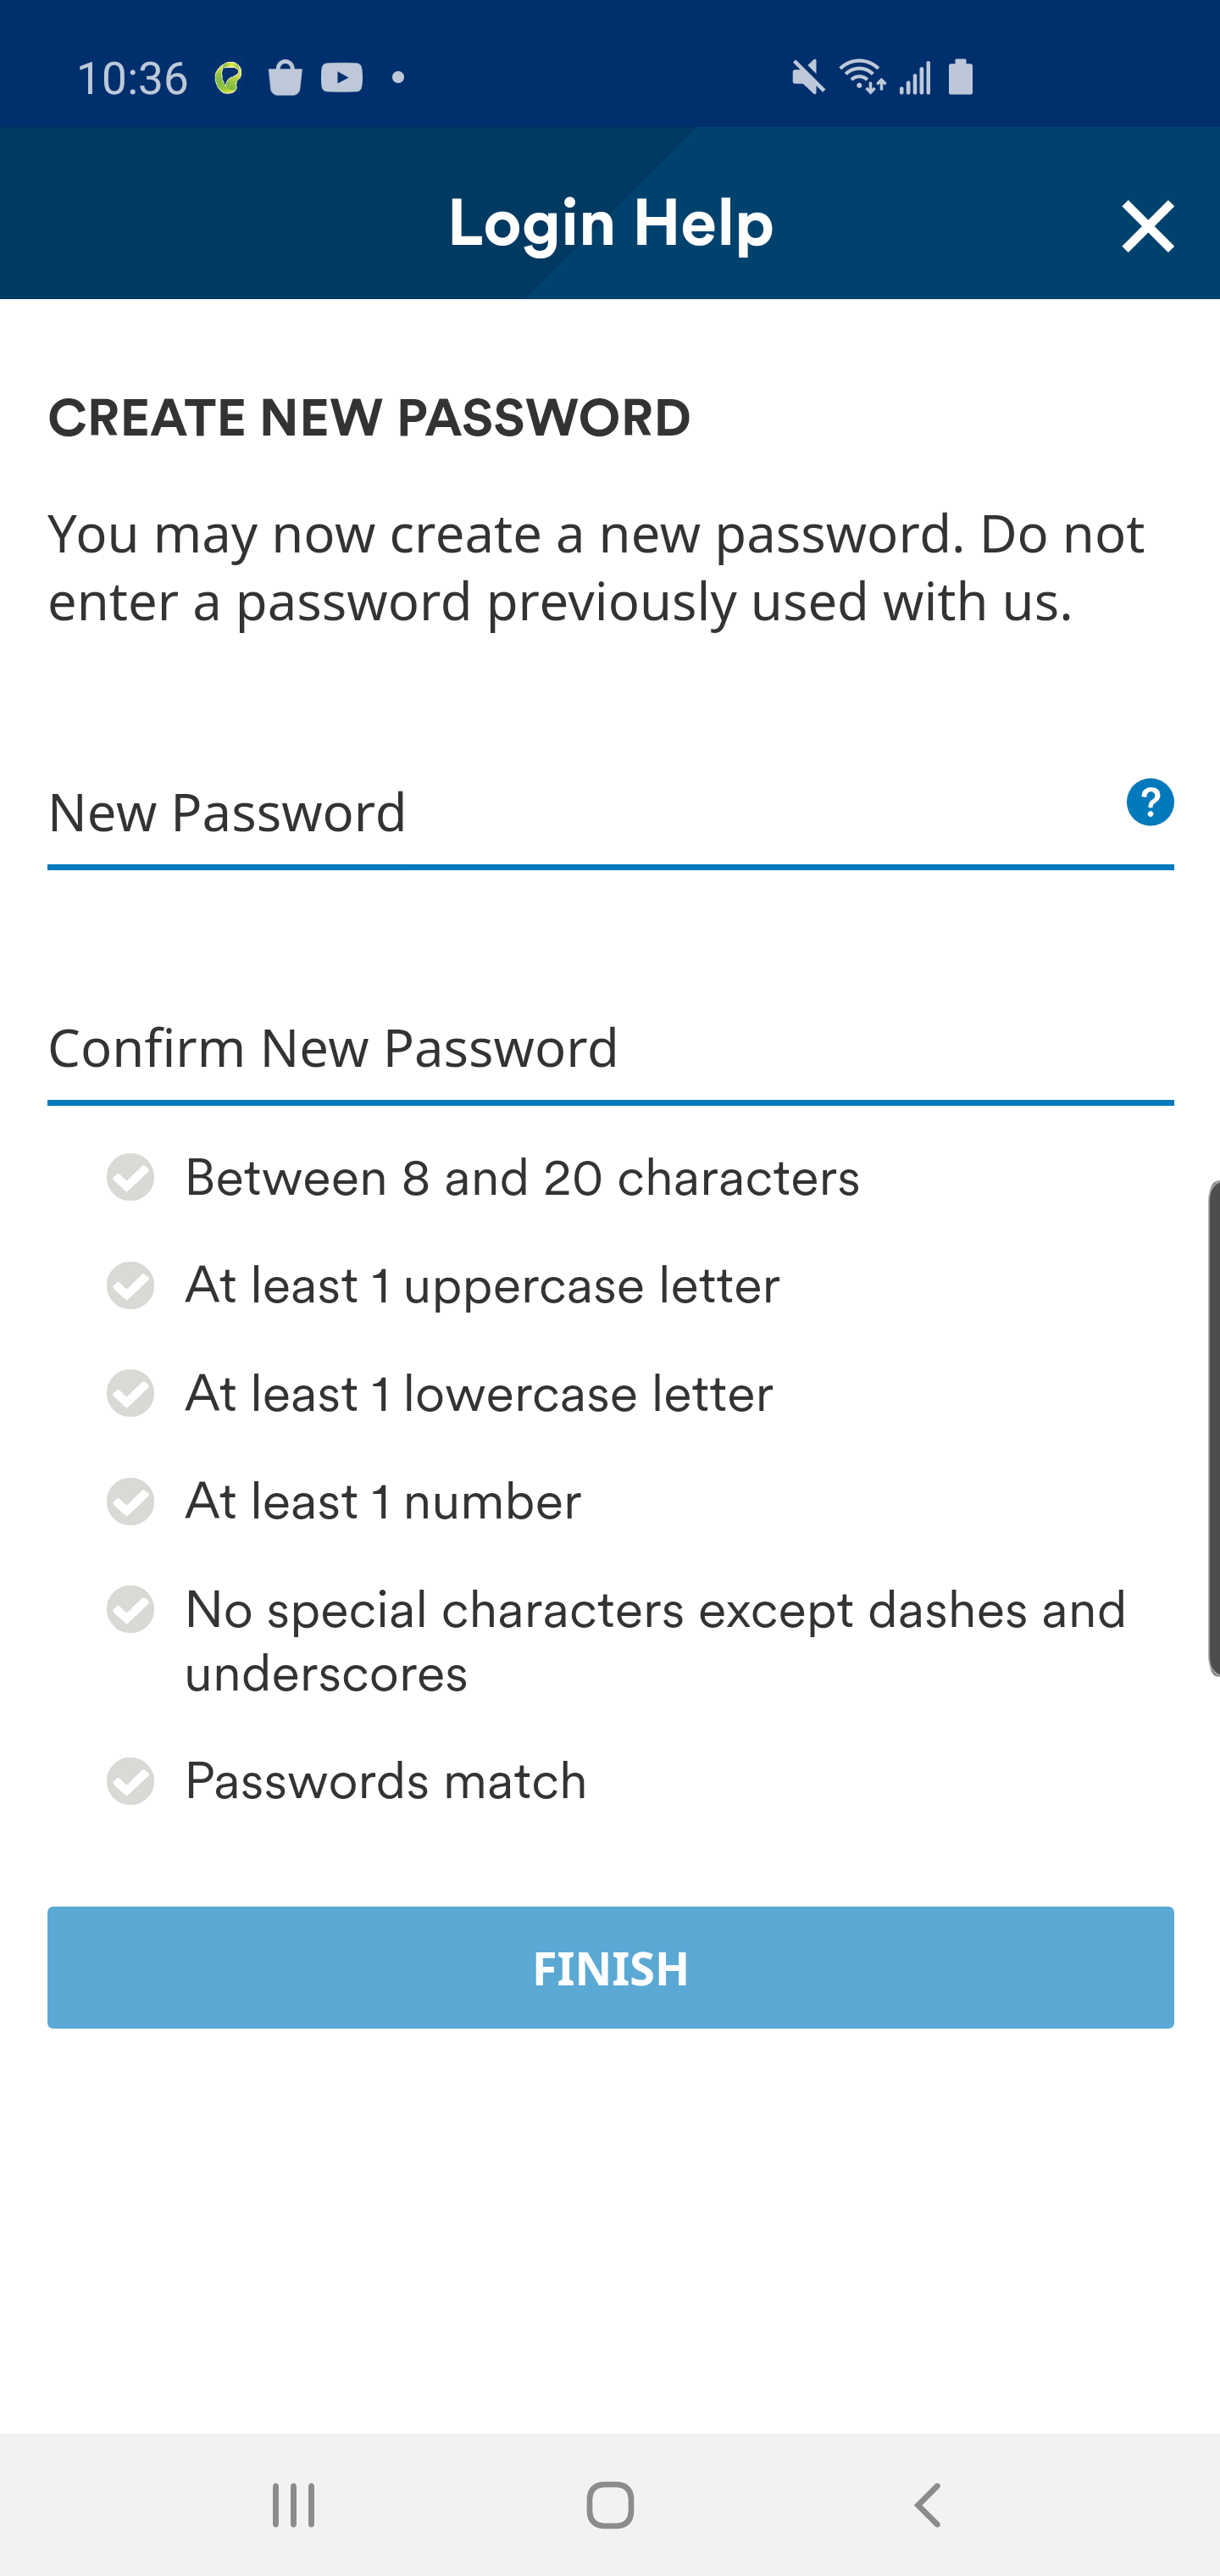 10:36
Login Help
CREATE NEW PASSWORD
You may now create a new password. Do not
enter a password previously used with us.
New Password
?
Confirm New Password
Between 8 and 20 characters
At least 1 uppercase letter
At least 1 lowercase letter
At least 1 number
No special characters except dashes and
underscores
Passwords match
FINISH